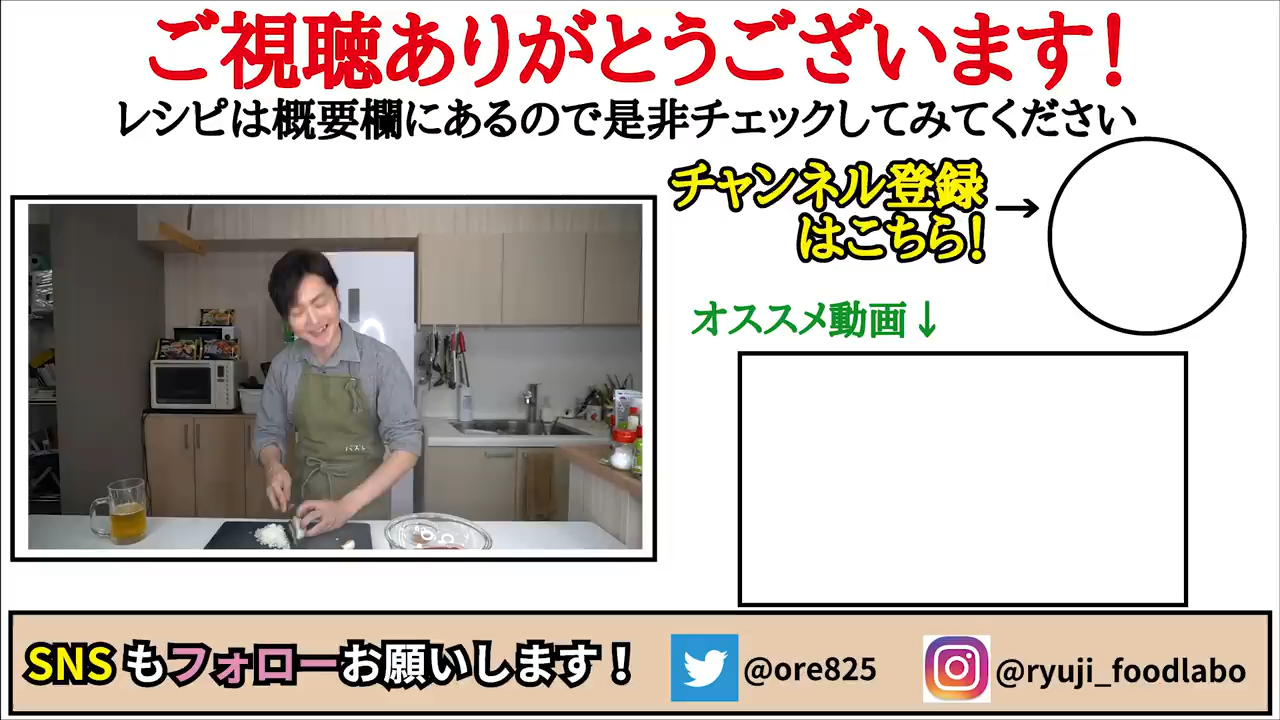 ご視聴ありがとうございます!
レシピは概要欄にあるので是非チェックしてみてください
チャンネル登録
はこちら! →
オススメ動画↓
SNSもフォローお願いします！
@ore825
@ryuji_foodlabo